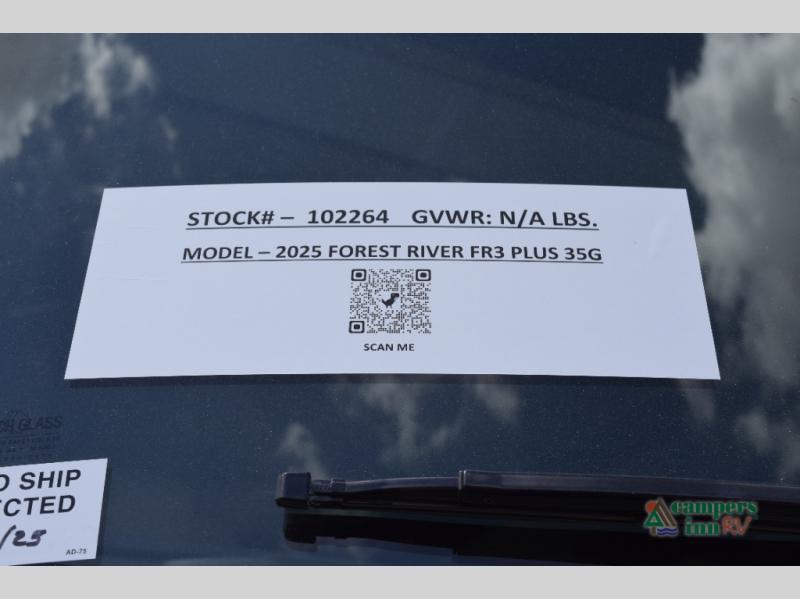 STOCK# – 102264 GVWR: N/A LBS.
MODEL – 2025 FOREST RIVER FR3 PLUS 35G
SCAN ME
GLASS
SHIP
/25
AD-75
campers
inn RV